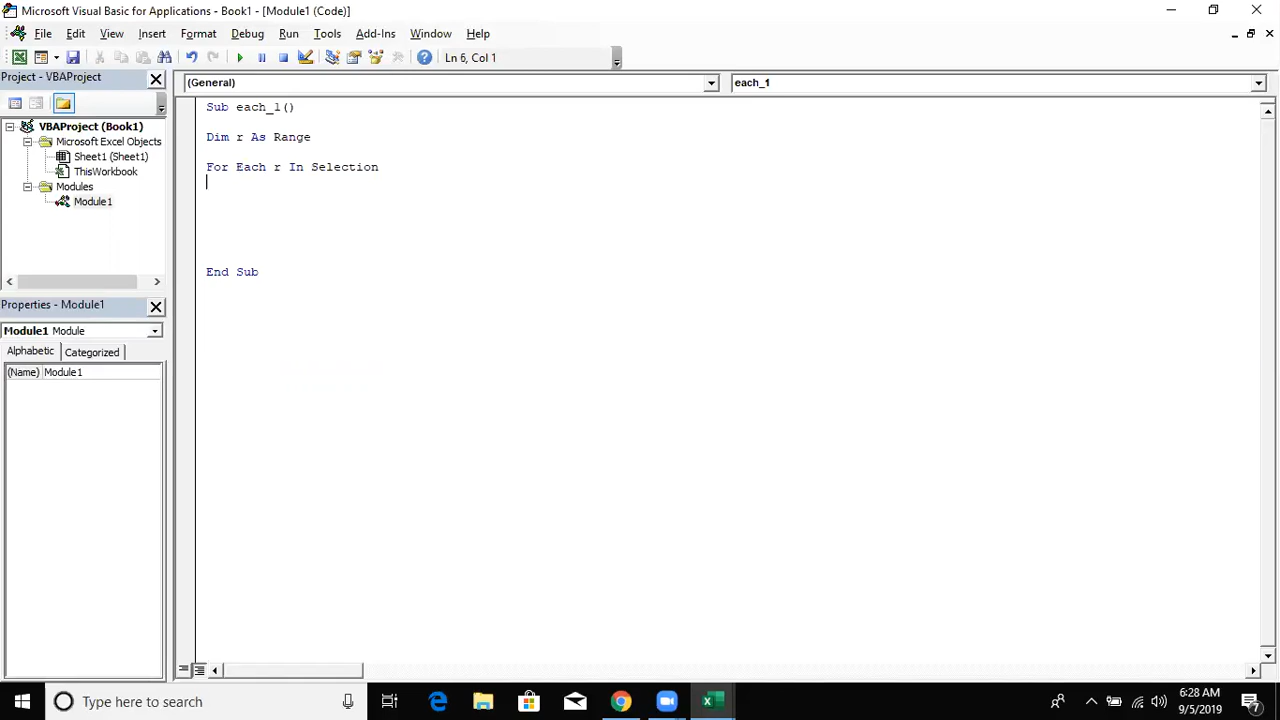 Microsoft Visual Basic for Applications - Book1 - [Module1 (Code)]
File Edit View Insert Format Debug Run Tools Add-Ins Window Help
Ln 6, Col 1
Project - VBAProject
(General)
each_1
VBAProject (Book1)
Microsoft Excel Objects
Sheet1 (Sheet1)
ThisWorkbook
Modules
Module1
Sub each_1()
Dim r As Range
For Each r In Selection
End Sub
Properties - Module1
Module1 Module
Alphabetic Categorized
(Name) Module1
Type here to search
6:28 AM
9/5/2019
7